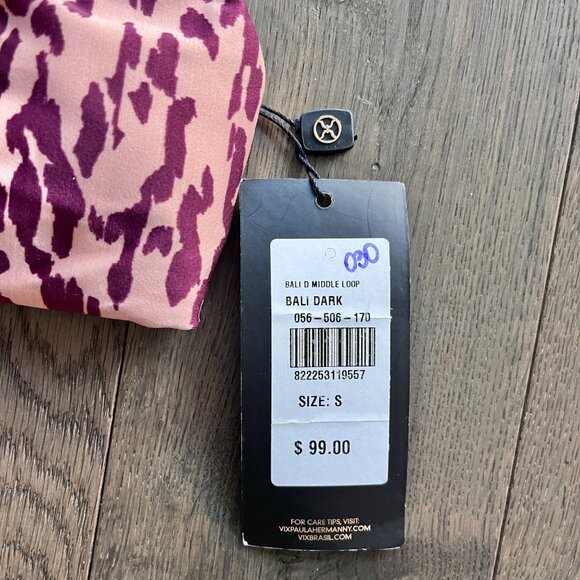 030
BALI D MIDDLE LOOP
BALI DARK
056-506-170
822253119557
SIZE: S
$ 99.00
FOR CARE TIPS, VISIT:
VIXPAULAHERMANNY.COM
VIXBRASIL.COM